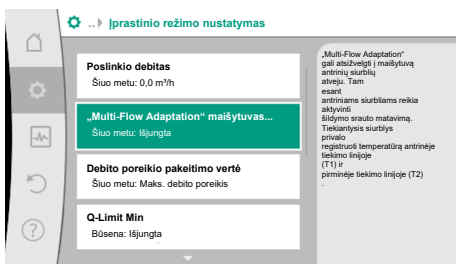 ..› Įprastinio režimo nustatymas
Poslinkio debitas
Šiuo metu: 0,0 m³/h
„Multi-Flow Adaptation“ maišytuvas...
Šiuo metu: Išjungta
Debito poreikio pakeitimo vertė
Šiuo metu: Maks. debito poreikis
Q-Limit Min
Būsena: Išjungta
„Multi-Flow Adaptation“
gali atsižvelgti į maišytuvą
antrinių siurblių
atveju. Tam
esant
antriniams siurbliams reikia
aktyvinti
šildymo srauto matavimą.
Tiekiantysis siurblys
privalo
registruoti temperatūrą antrinėje
tiekimo linijoje
(T1) ir
pirminėje tiekimo linijoje (T2)
.
?